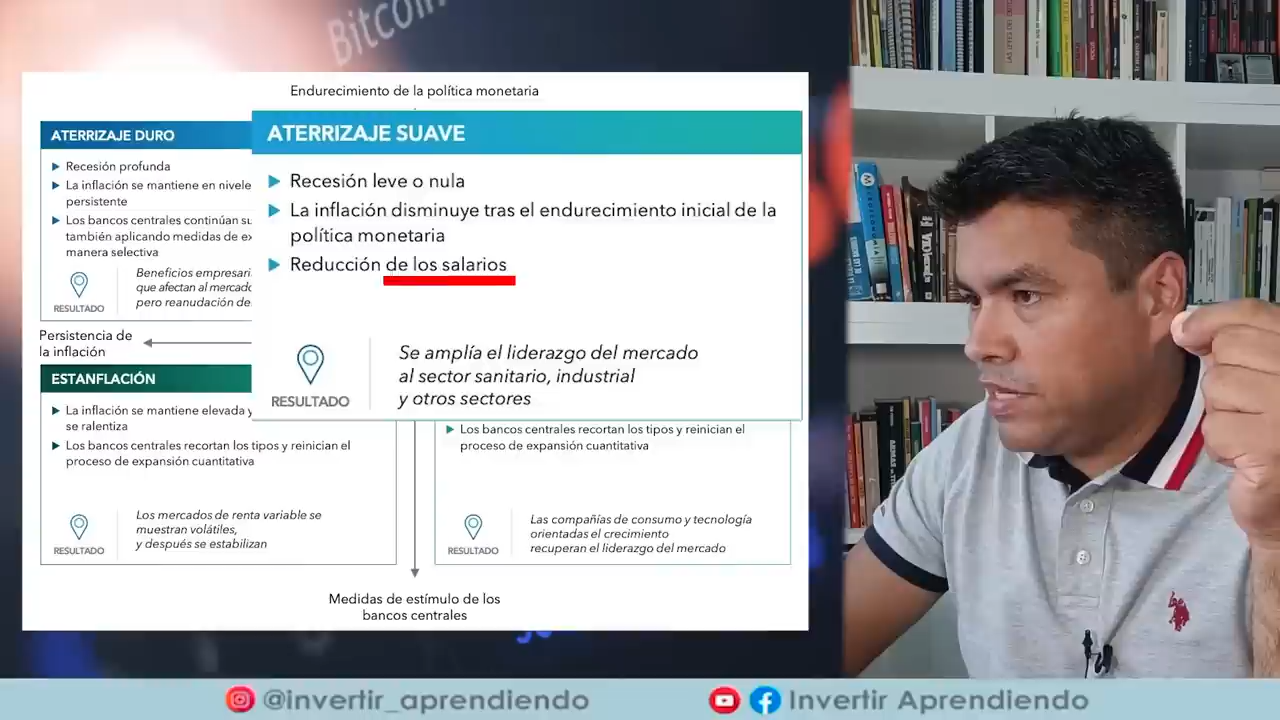 Bitcoin
Endurecimiento de la política monetaria
ATERRIZAJE DURO
Recesión profunda
La inflación se mantiene en
persistente
Los bancos centrales continúan
también aplicando medidas de
manera selectiva
RESULTADO
Beneficios
que afectan al
pero reanudación
ATERRIZAJE SUAVE
Recesión leve o nula
La inflación disminuye tras el endurecimiento inicial de la
política monetaria
Reducción de los salarios
RESULTADO
Se amplía el liderazgo del mercado
al sector sanitario, industrial
y otros sectores
Persistencia de
la inflación
ESTANFLACIÓN
La inflación se mantiene elevada y
se ralentiza
Los bancos centrales recortan los tipos y reinician el
proceso de expansión cuantitativa
RESULTADO
Los mercados de renta variable se
muestran volátiles,
y después se estabilizan
Los bancos centrales recortan los tipos y reinician el
proceso de expansión cuantitativa
RESULTADO
Las compañías de consumo y tecnología
orientadas el crecimiento
recuperan el liderazgo del mercado
Medidas de estímulo de los
bancos centrales
@invertir_aprendiendo
Invertir Aprendiendo